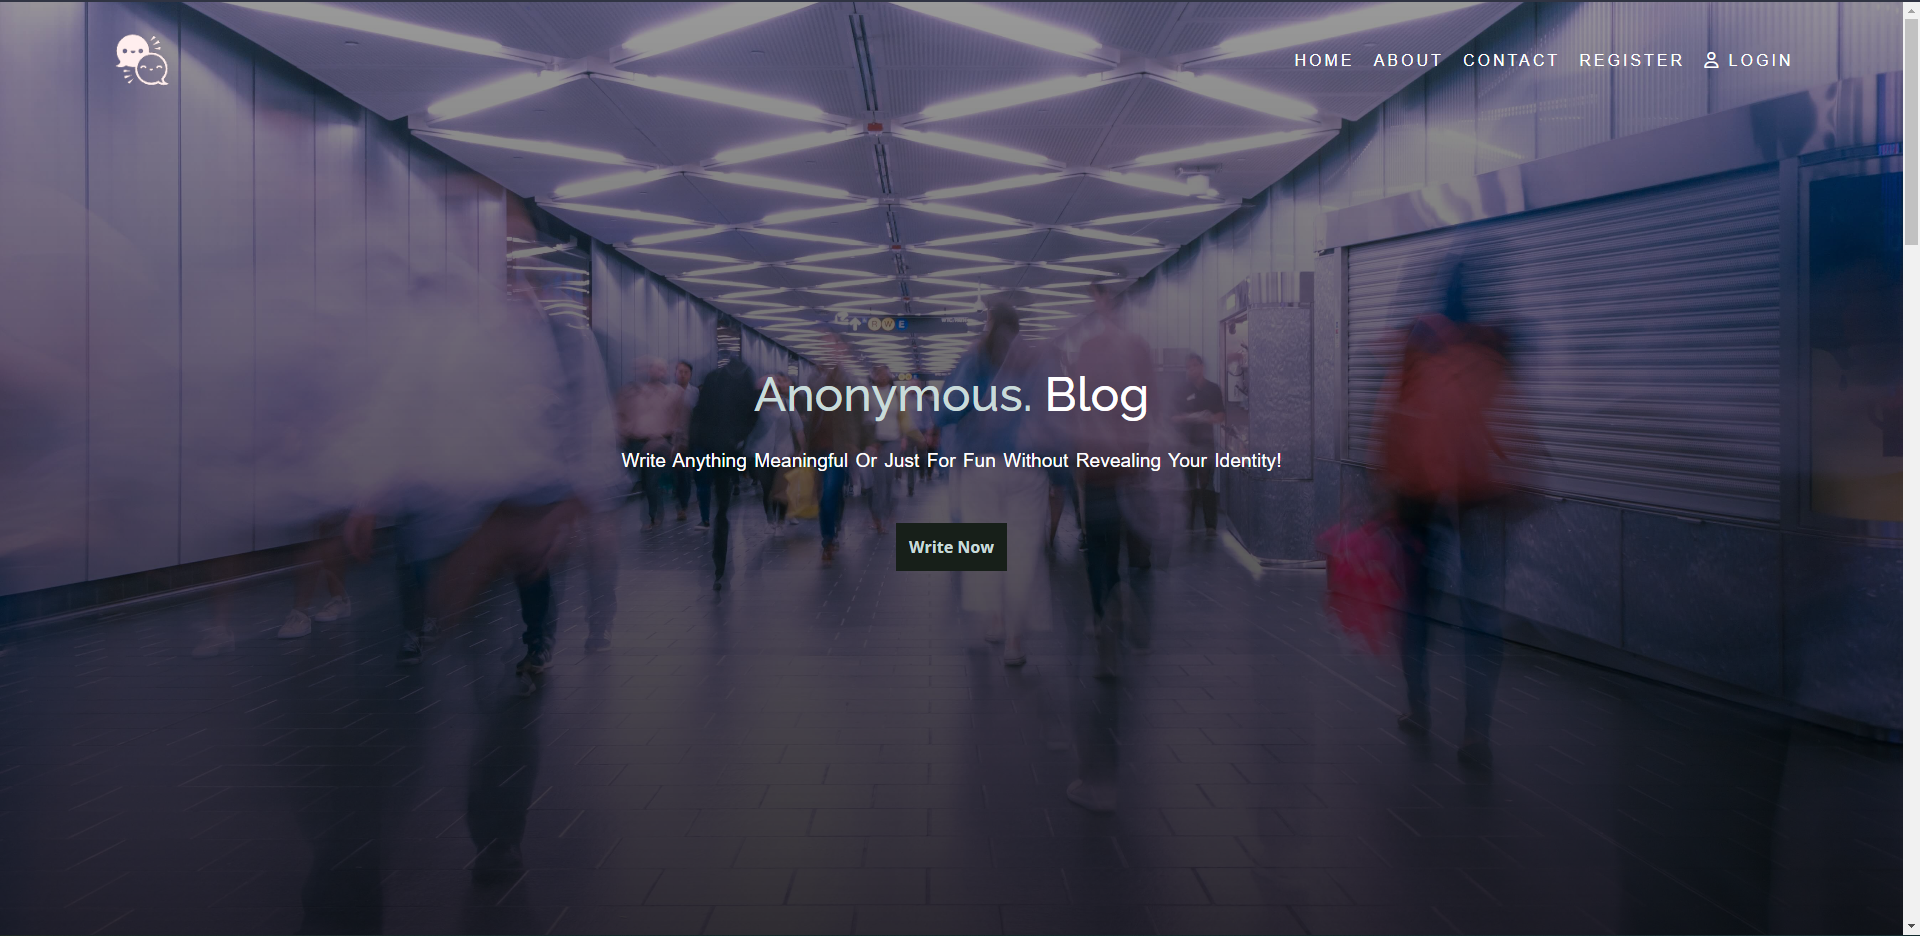 HOME ABOUT CONTACT REGISTER LOGIN
R W E
Anonymous. Blog
Write Anything Meaningful Or Just For Fun Without Revealing Your Identity!
Write Now